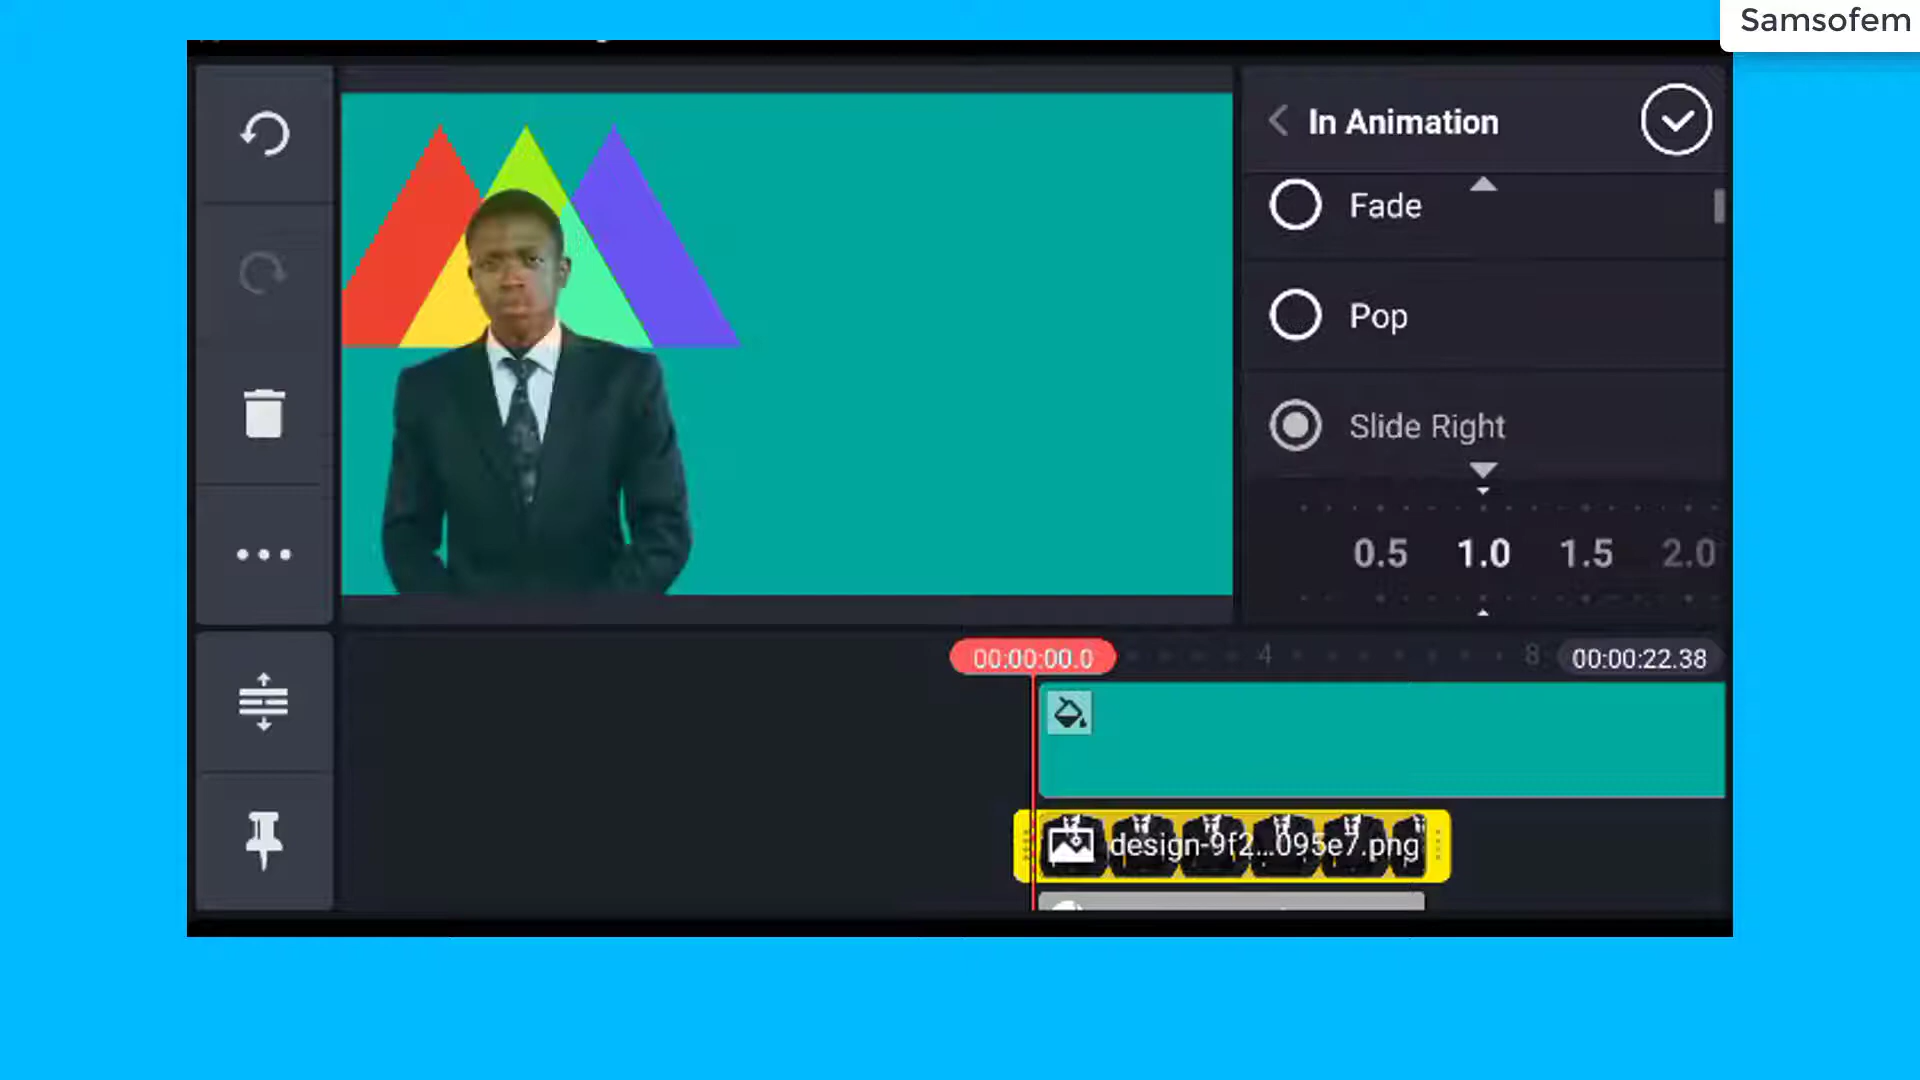 Samsofem
In Animation
Fade
Pop
Slide Right
0.5 1.0 1.5 2.0
00:00:00.0 4 8 00:00:22.38
design-9f2...095e7.png